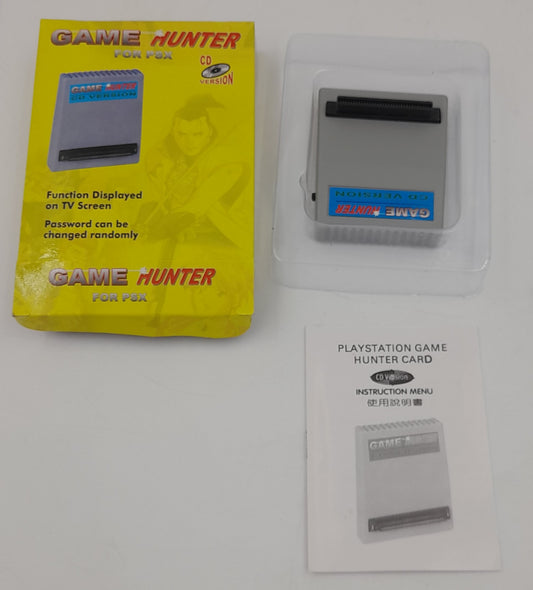 GAME HUNTER
FOR PSX
CD
VERSION
GAME HUNTER
CD VERSION
Function Displayed
on TV Screen
Password can be
changed randomly
GAME HUNTER
FOR PSX
GAME HUNTER
CD VERSION
PLAYSTATION GAME
HUNTER CARD
CD Version
INSTRUCTION MENU
使用說明書
GAME